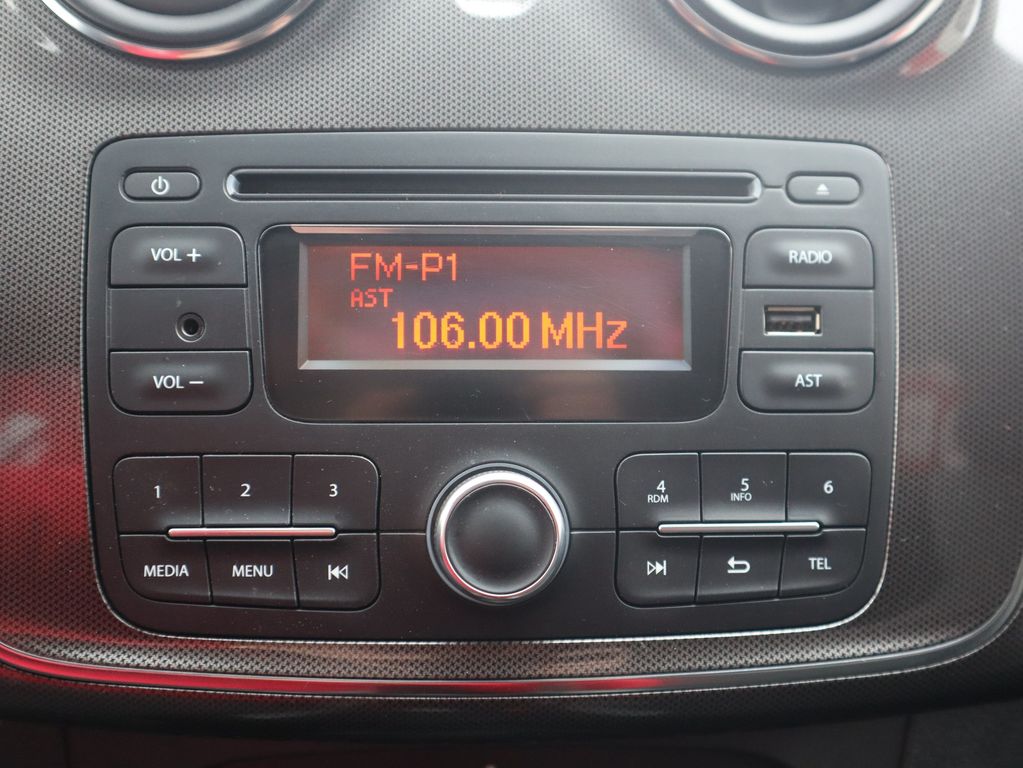 VOL +
RADIO
FM-P1
AST
106.00 MHz
VOL −
AST
1
2
3
4
RDM
5
INFO
6
MEDIA
MENU
TEL